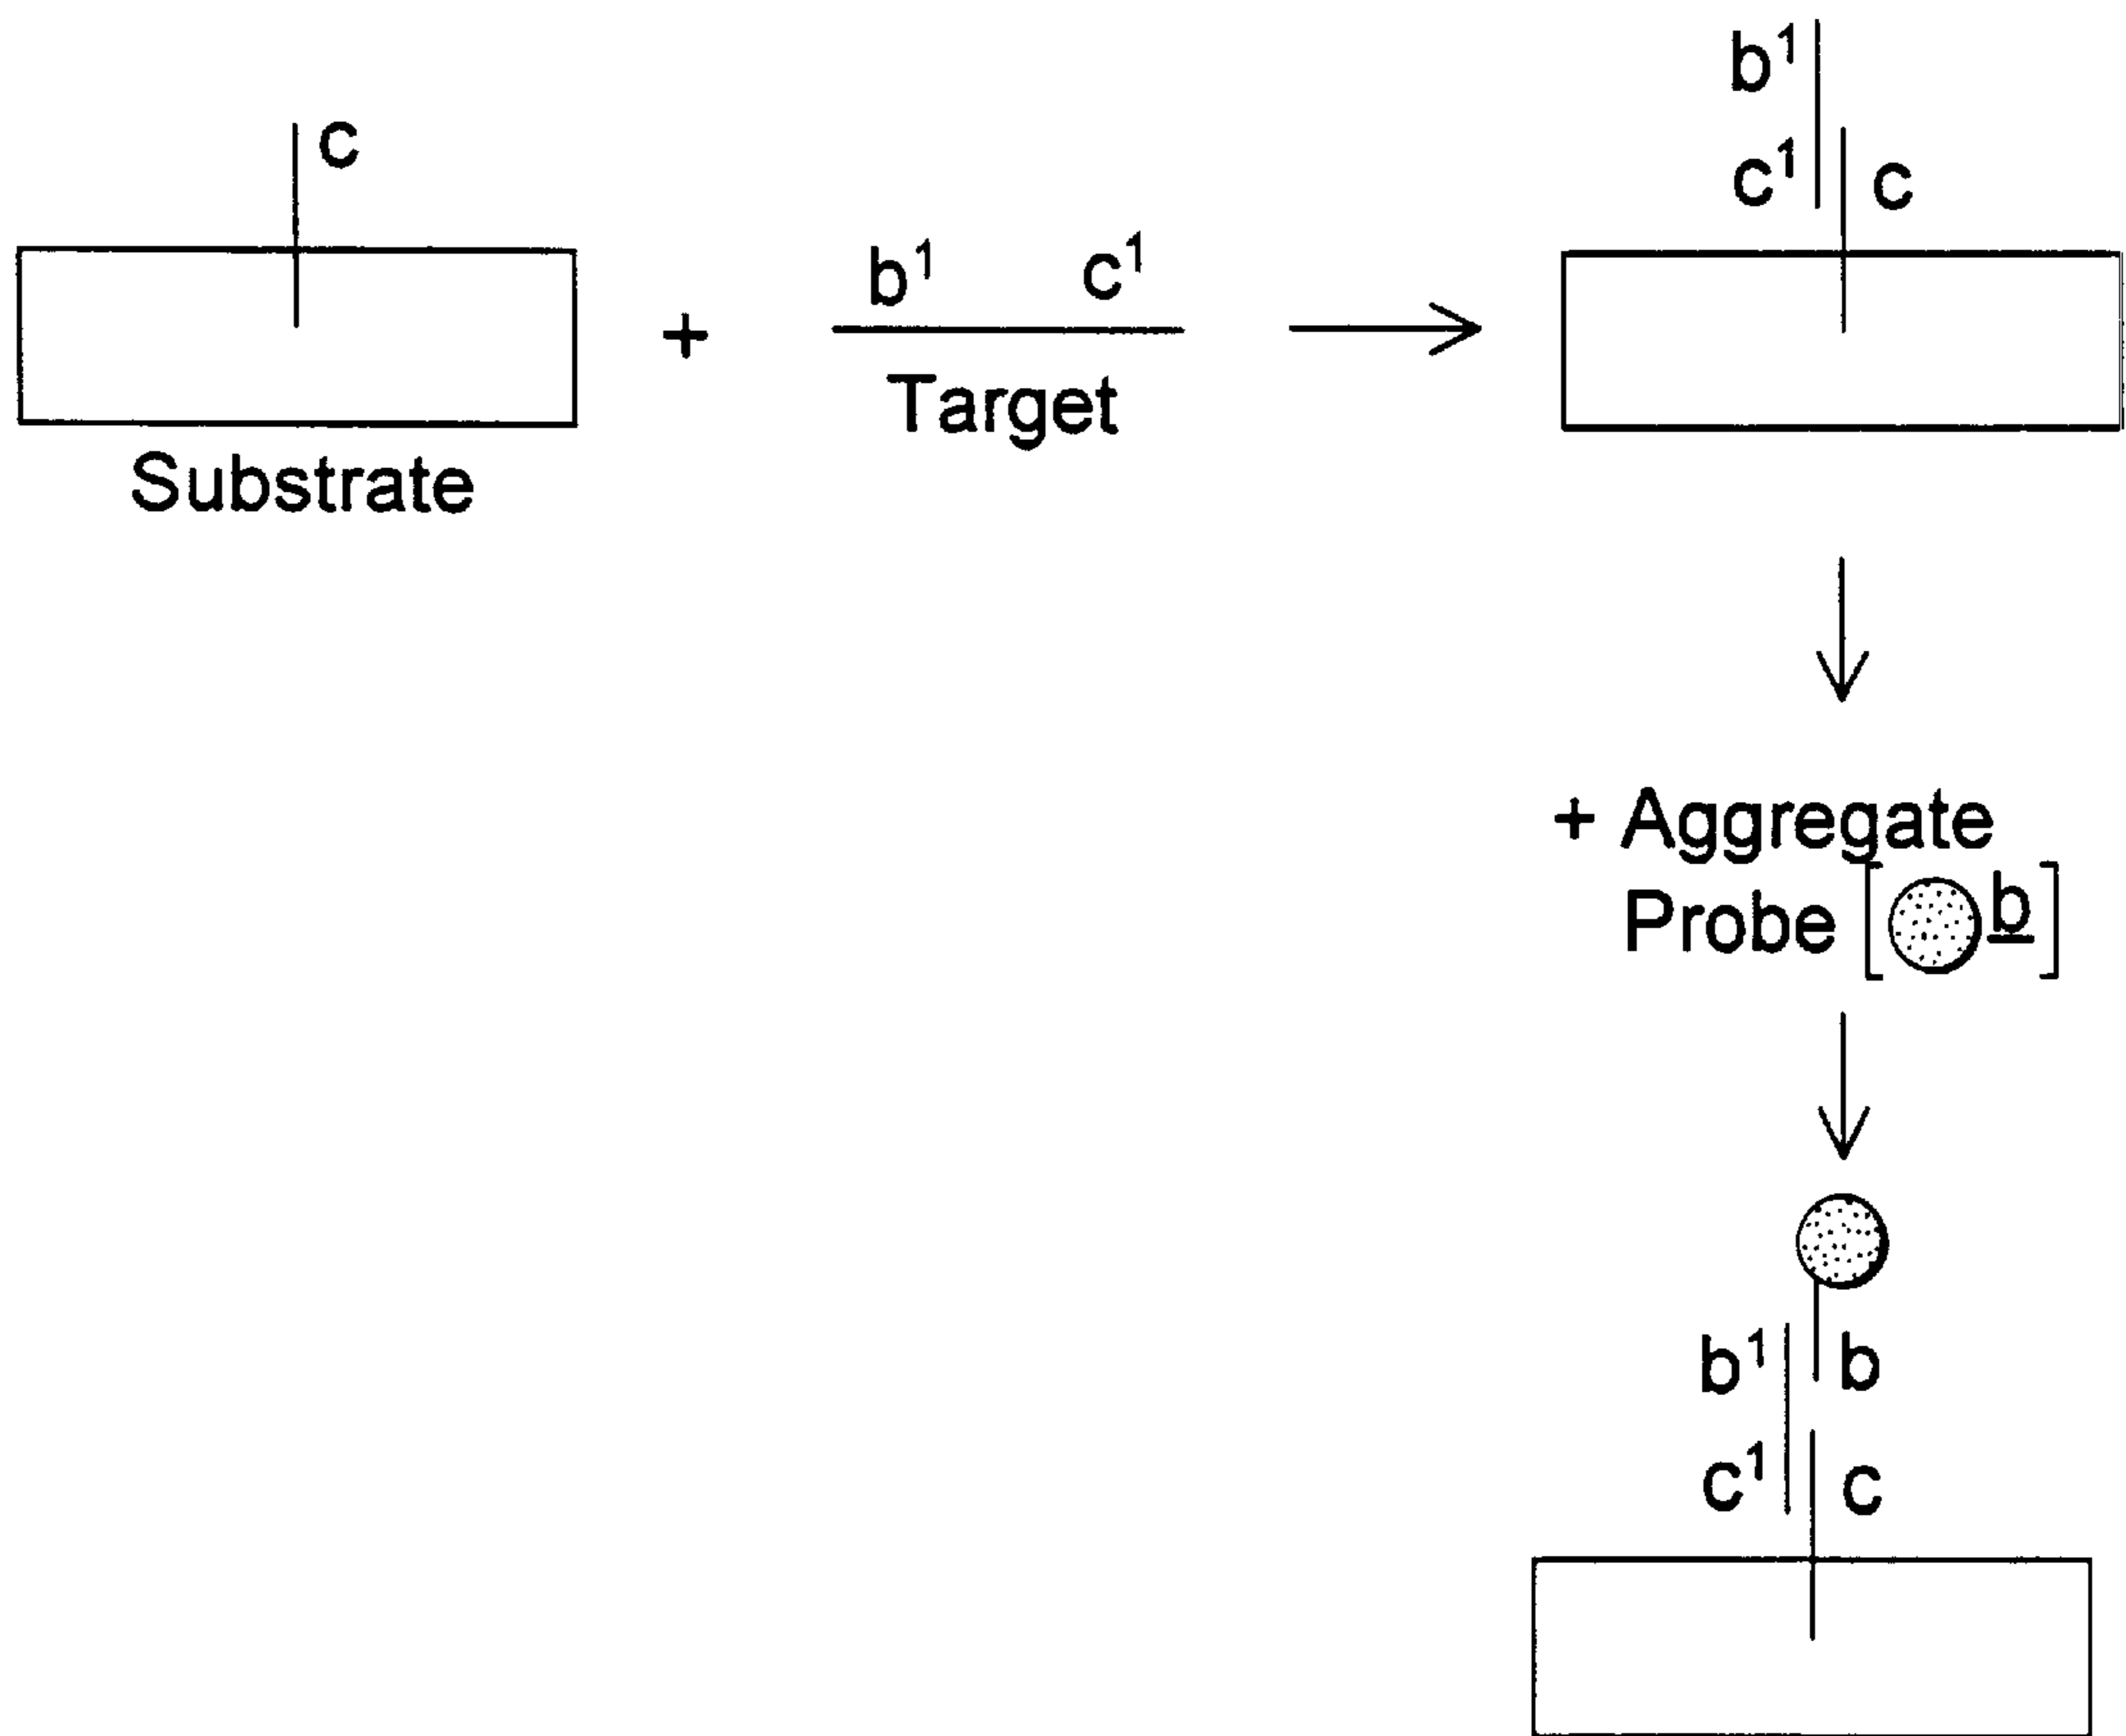 c
Substrate
+
b¹ c¹
Target
b¹
c¹ c
+ Aggregate
Probe [ b ]
b¹ b
c¹ c